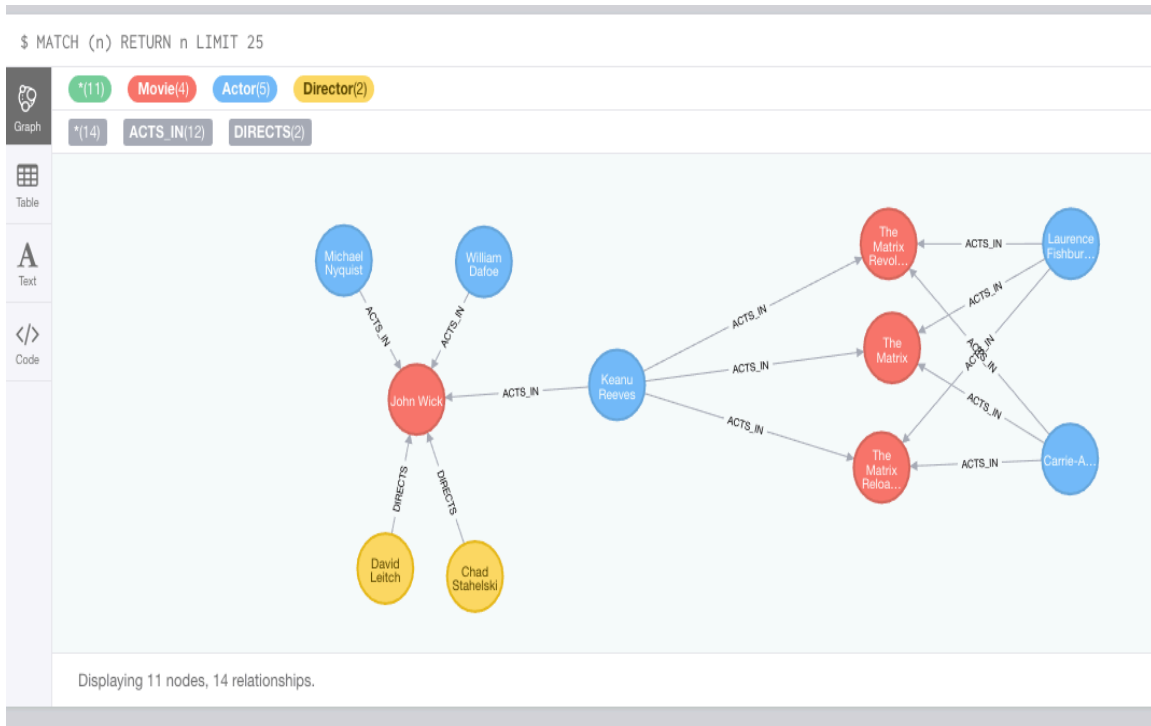 $ MATCH (n) RETURN n LIMIT 25
*(11) Movie(4) Actor(5) Director(2)
*(14) ACTS_IN(12) DIRECTS(2)
Graph
Table
A
Text
</>
Code
Michael
Nyquist
William
Dafoe
ACTS_IN
ACTS_IN
John Wick
ACTS_IN
Keanu
Reeves
DIRECTS
DIRECTS
David
Leitch
Chad
Stahelski
ACTS_IN
ACTS_IN
ACTS_IN
The
Matrix
Revol...
The
Matrix
The
Matrix
Reloa...
ACTS_IN
ACTS_IN
ACTS_IN
ACTS_IN
ACTS_IN
ACTS_IN
Laurence
Fishbur...
Carrie-A...
Displaying 11 nodes, 14 relationships.